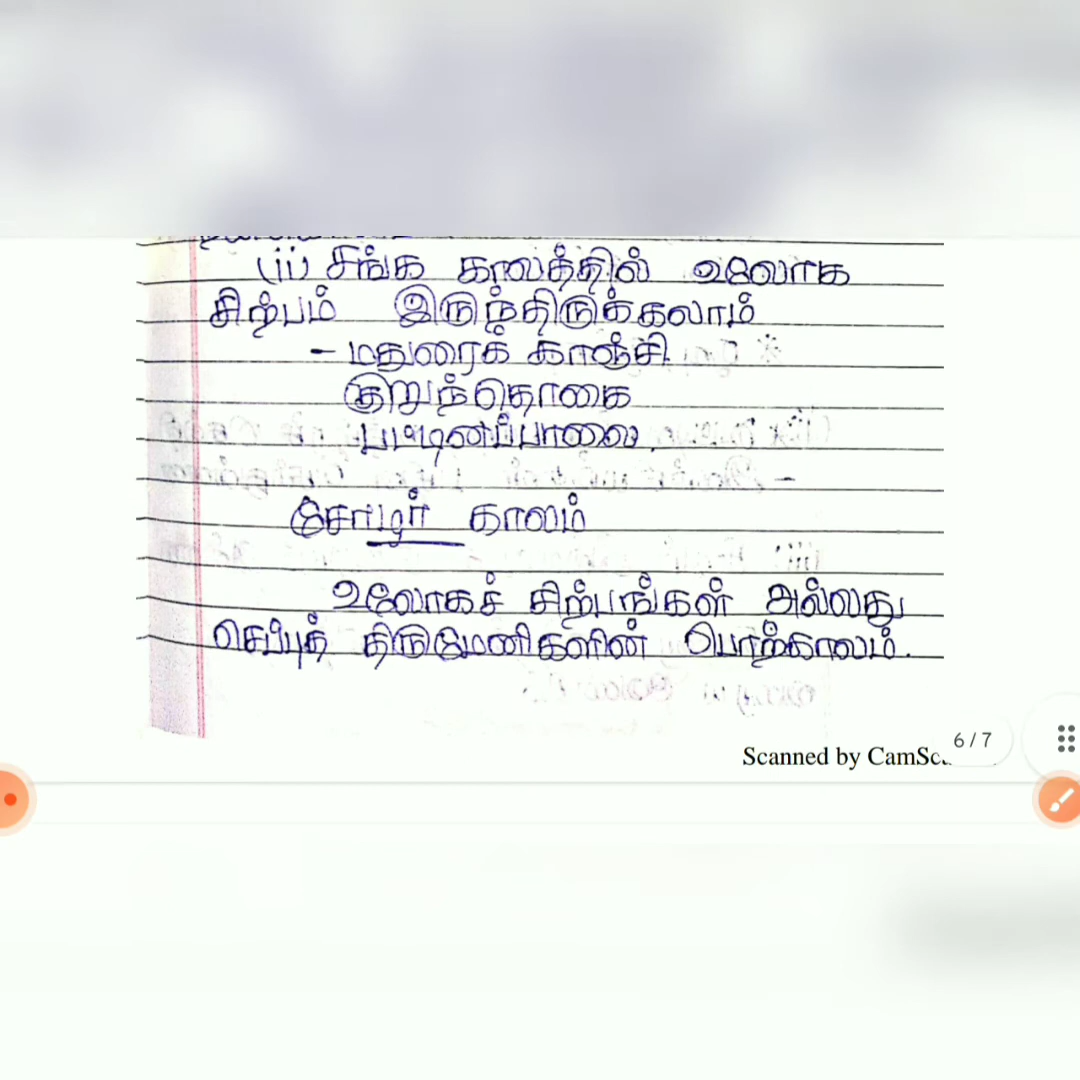 (ii) சங்க காலத்தில் உலோக
சிற்பம் இருந்திருக்கலாம்
- மதுரைக் காஞ்சி
குறுந்தொகை
பட்டினப்பாலை.
சோழர் காலம்
உலோகச் சிற்பங்கள் அல்லது
செப்புத் திருமேனிகளின் பொற்காலம்.
6 / 7
Scanned by